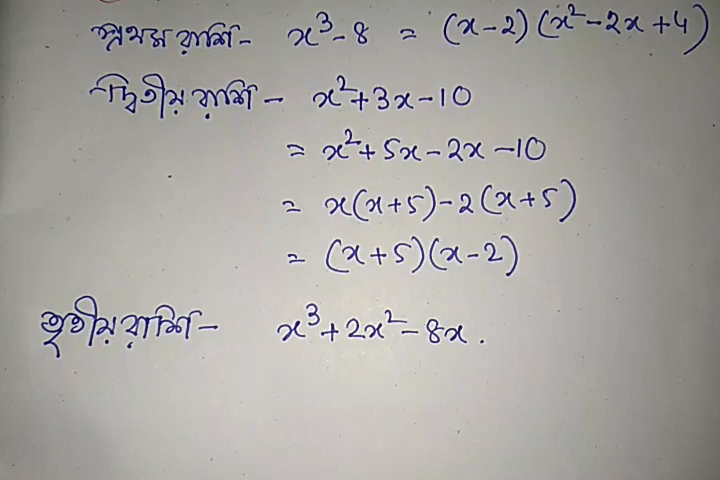 প্রথম রাশি- x³-8 = (x-2)(x²-2x+4)
দ্বিতীয় রাশি- x²+3x-10
= x²+5x-2x-10
= x(x+5)-2(x+5)
= (x+5)(x-2)
তৃতীয় রাশি- x³+2x²-8x.